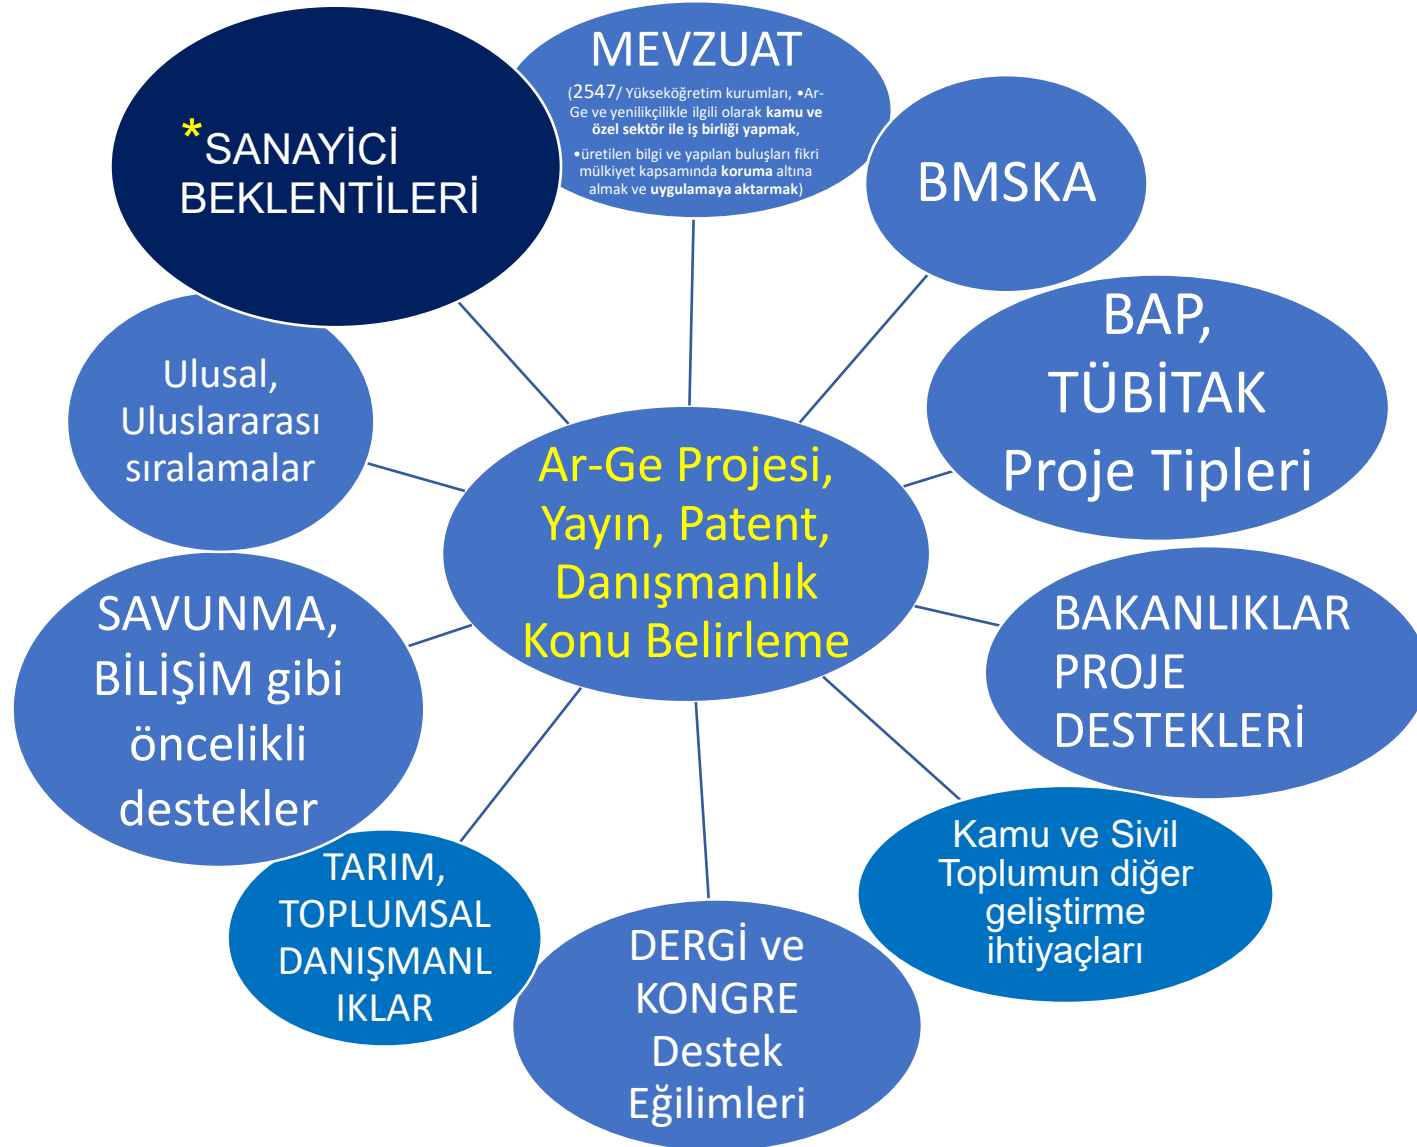 MEVZUAT
(2547/ Yükseköğretim kurumları, •Ar-
Ge ve yenilikçilikle ilgili olarak kamu ve
özel sektör ile iş birliği yapmak,
•üretilen bilgi ve yapılan buluşları fikri
mülkiyet kapsamında koruma altına
almak ve uygulamaya aktarmak)
*SANAYİCİ
BEKLENTİLERİ
BMSKA
BAP,
TÜBİTAK
Proje Tipleri
Ulusal,
Uluslararası
sıralamalar
Ar-Ge Projesi,
Yayın, Patent,
Danışmanlık
Konu Belirleme
SAVUNMA,
BİLİŞİM gibi
öncelikli
destekler
BAKANLIKLAR
PROJE
DESTEKLERİ
Kamu ve Sivil
Toplumun diğer
geliştirme
ihtiyaçları
TARIM,
TOPLUMSAL
DANIŞMANL
IKLAR
DERGİ ve
KONGRE
Destek
Eğilimleri